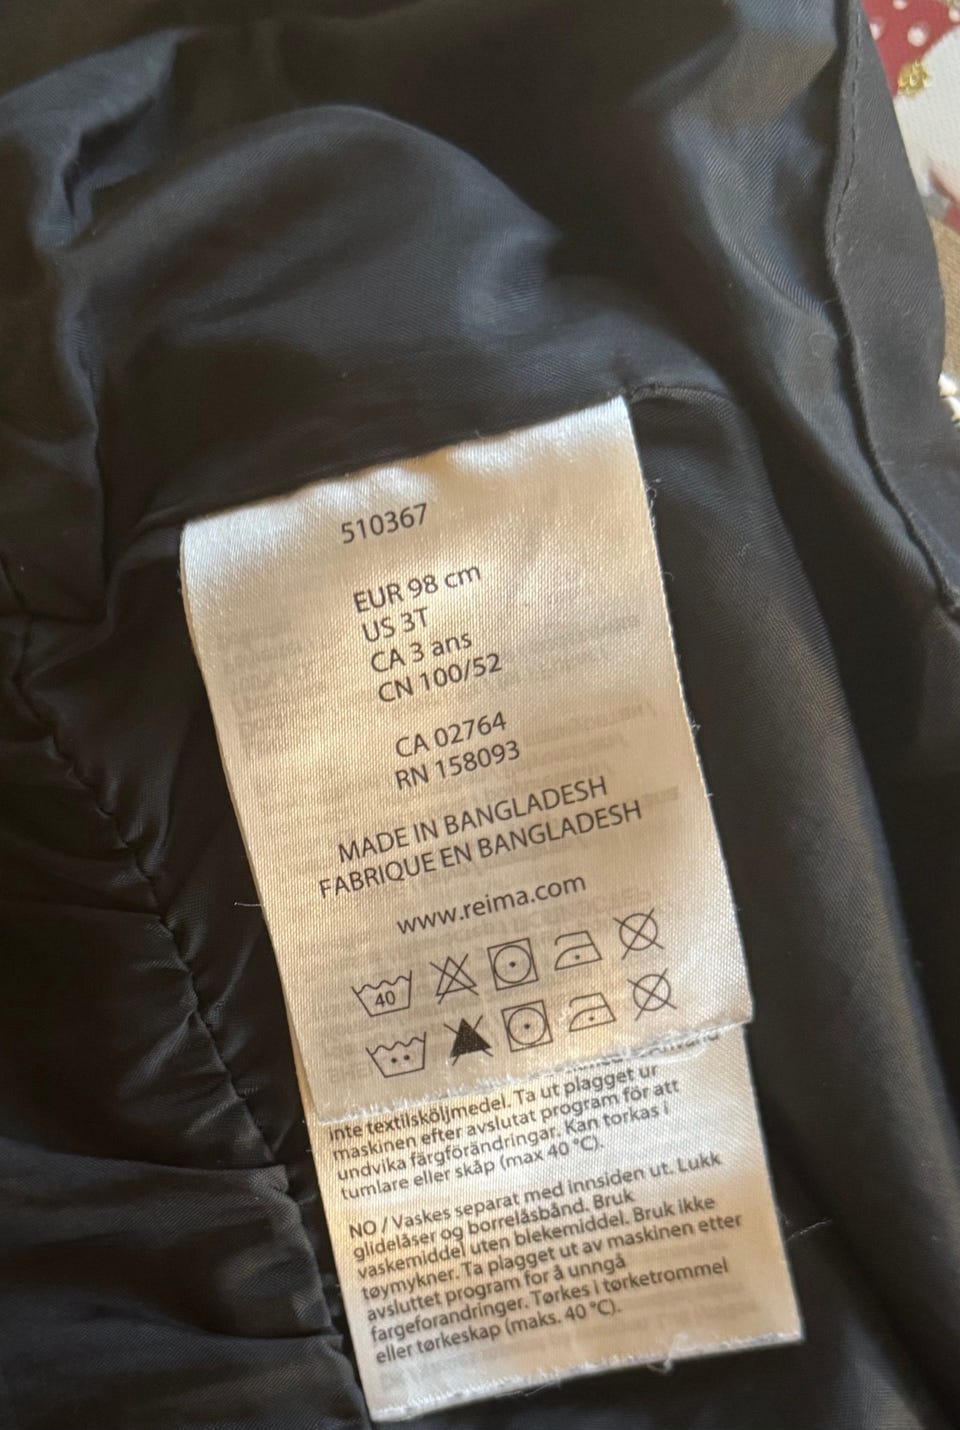 510367
EUR 98 cm
US 3T
CA 3 ans
CN 100/52
CA 02764
RN 158093
MADE IN BANGLADESH
FABRIQUE EN BANGLADESH
www.reima.com
40
inte textilsköljmedel. Ta ut plagget ur
maskinen efter avslutat program för att
undvika färgförändringar. Kan torkas i
tumlare eller skåp (max 40 °C).
NO / Vaskes separat med innsiden ut. Lukk
glidelåser og borrelåsbånd. Bruk
vaskemiddel uten blekemiddel. Bruk ikke
tøymykner. Ta plagget ut av maskinen etter
avsluttet program for å unngå
fargeforandringer. Tørkes i tørketrommel
eller tørkeskap (maks. 40 °C).